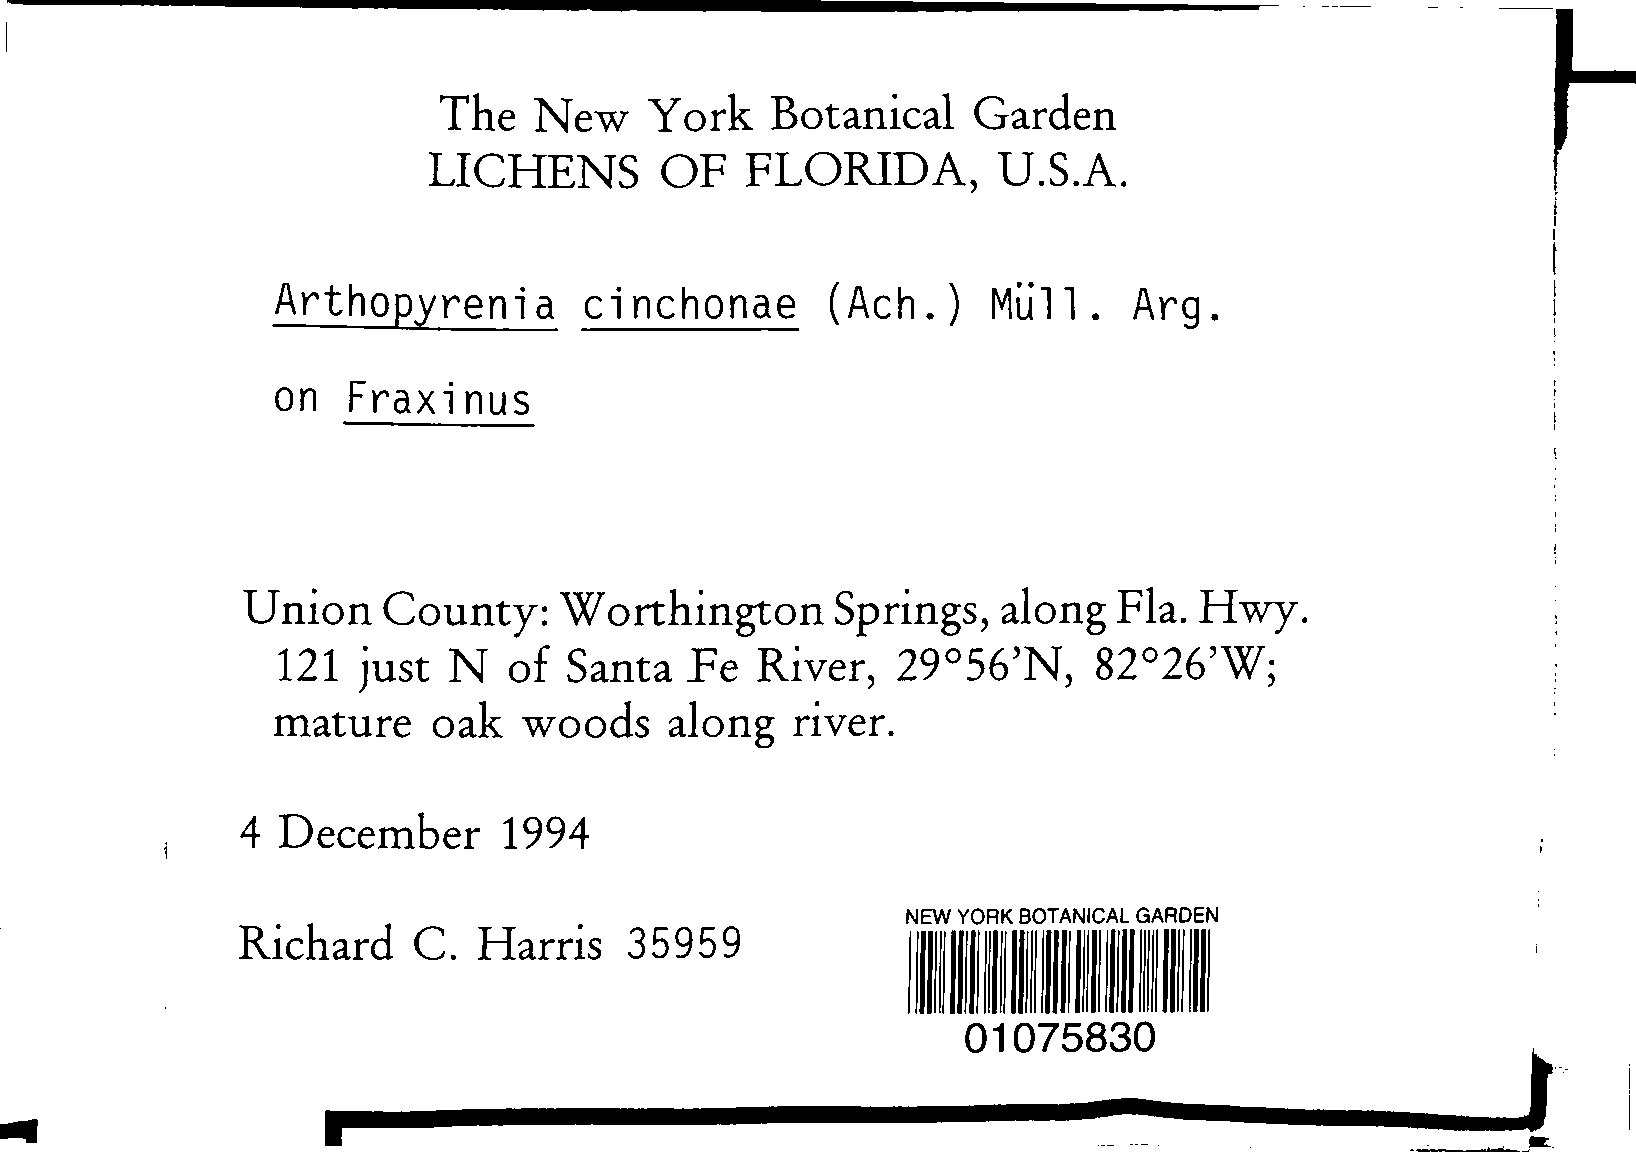 The New York Botanical Garden
LICHENS OF FLORIDA, U.S.A.
Arthopyrenia cinchonae (Ach.) Müll. Arg.
on Fraxinus
Union County: Worthington Springs, along Fla. Hwy.
121 just N of Santa Fe River, 29°56'N, 82°26'W;
mature oak woods along river.
4 December 1994
Richard C. Harris 35959
NEW YORK BOTANICAL GARDEN
01075830